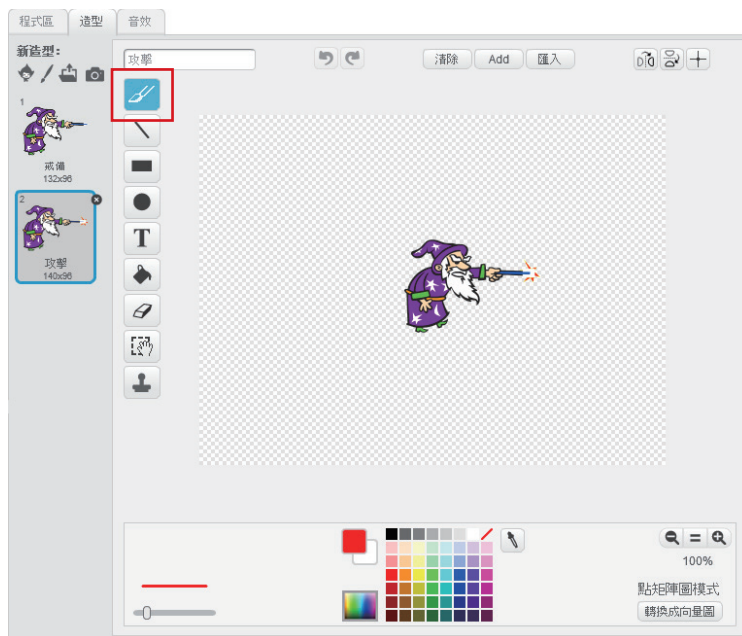 程式區 造型 音效
新造型:
攻擊
清除 Add 匯入
1
戒備
132x96
2
攻擊
140x96
T
100%
點矩陣圖模式
轉換成向量圖